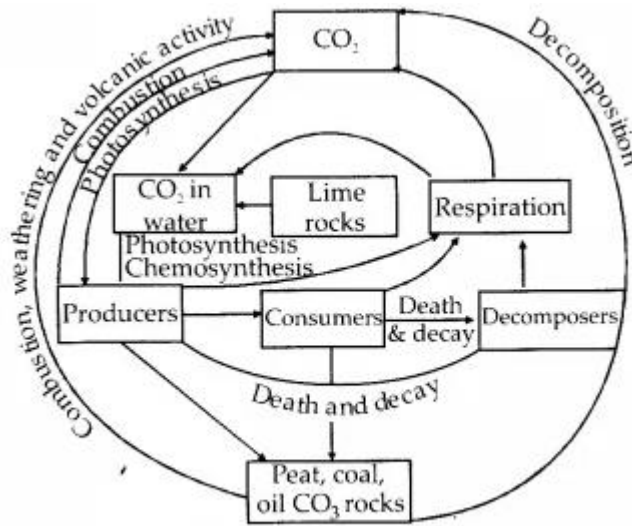 CO₂
Decomposition
Combustion, weathering and volcanic activity
Combustion
Photosynthesis
CO₂ in
water
Lime
rocks
Respiration
Photosynthesis
Chemosynthesis
Producers
Consumers
Death
& decay
Decomposers
Death and decay
Peat, coal,
oil CO₃ rocks